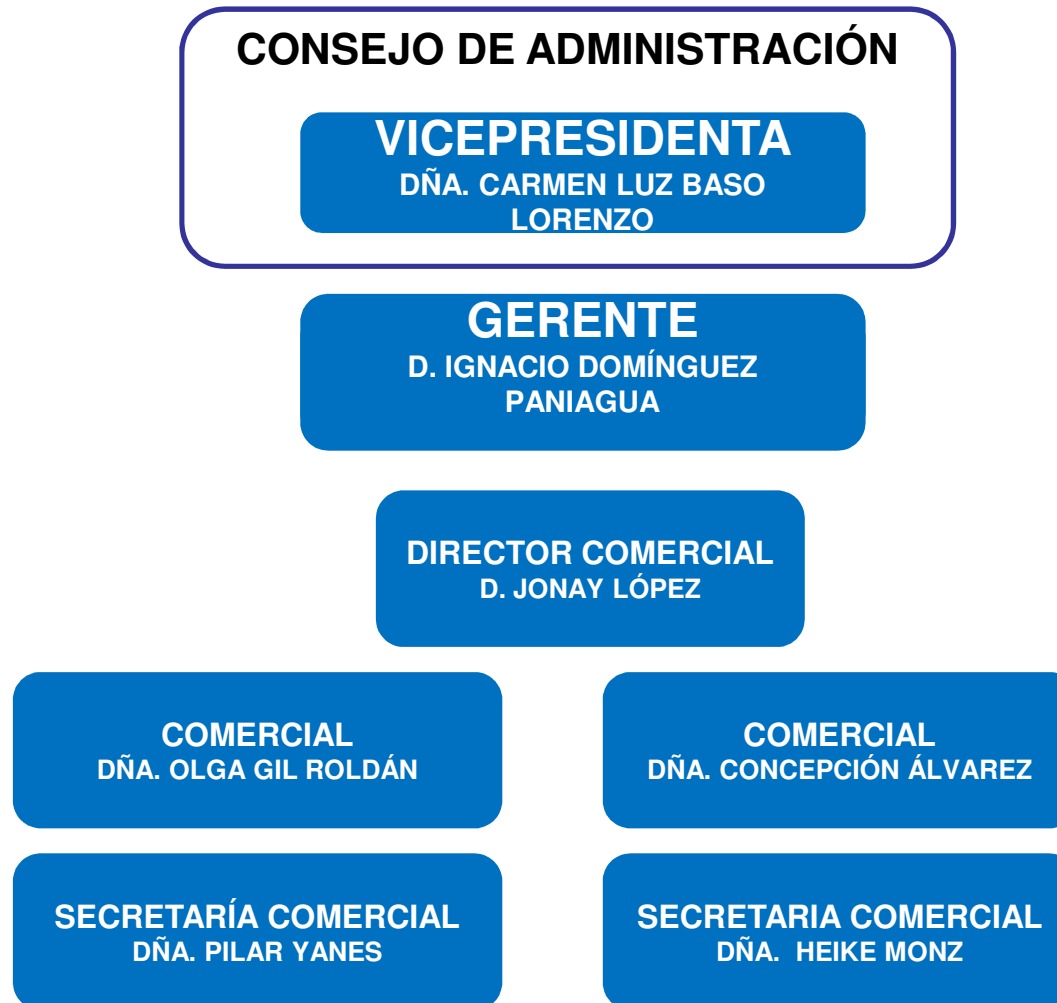 CONSEJO DE ADMINISTRACIÓN
VICEPRESIDENTA
DÑA. CARMEN LUZ BASO
LORENZO
GERENTE
D. IGNACIO DOMÍNGUEZ
PANIAGUA
DIRECTOR COMERCIAL
D. JONAY LÓPEZ
COMERCIAL
DÑA. OLGA GIL ROLDÁN
COMERCIAL
DÑA. CONCEPCIÓN ÁLVAREZ
SECRETARÍA COMERCIAL
DÑA. PILAR YANES
SECRETARIA COMERCIAL
DÑA. HEIKE MONZ